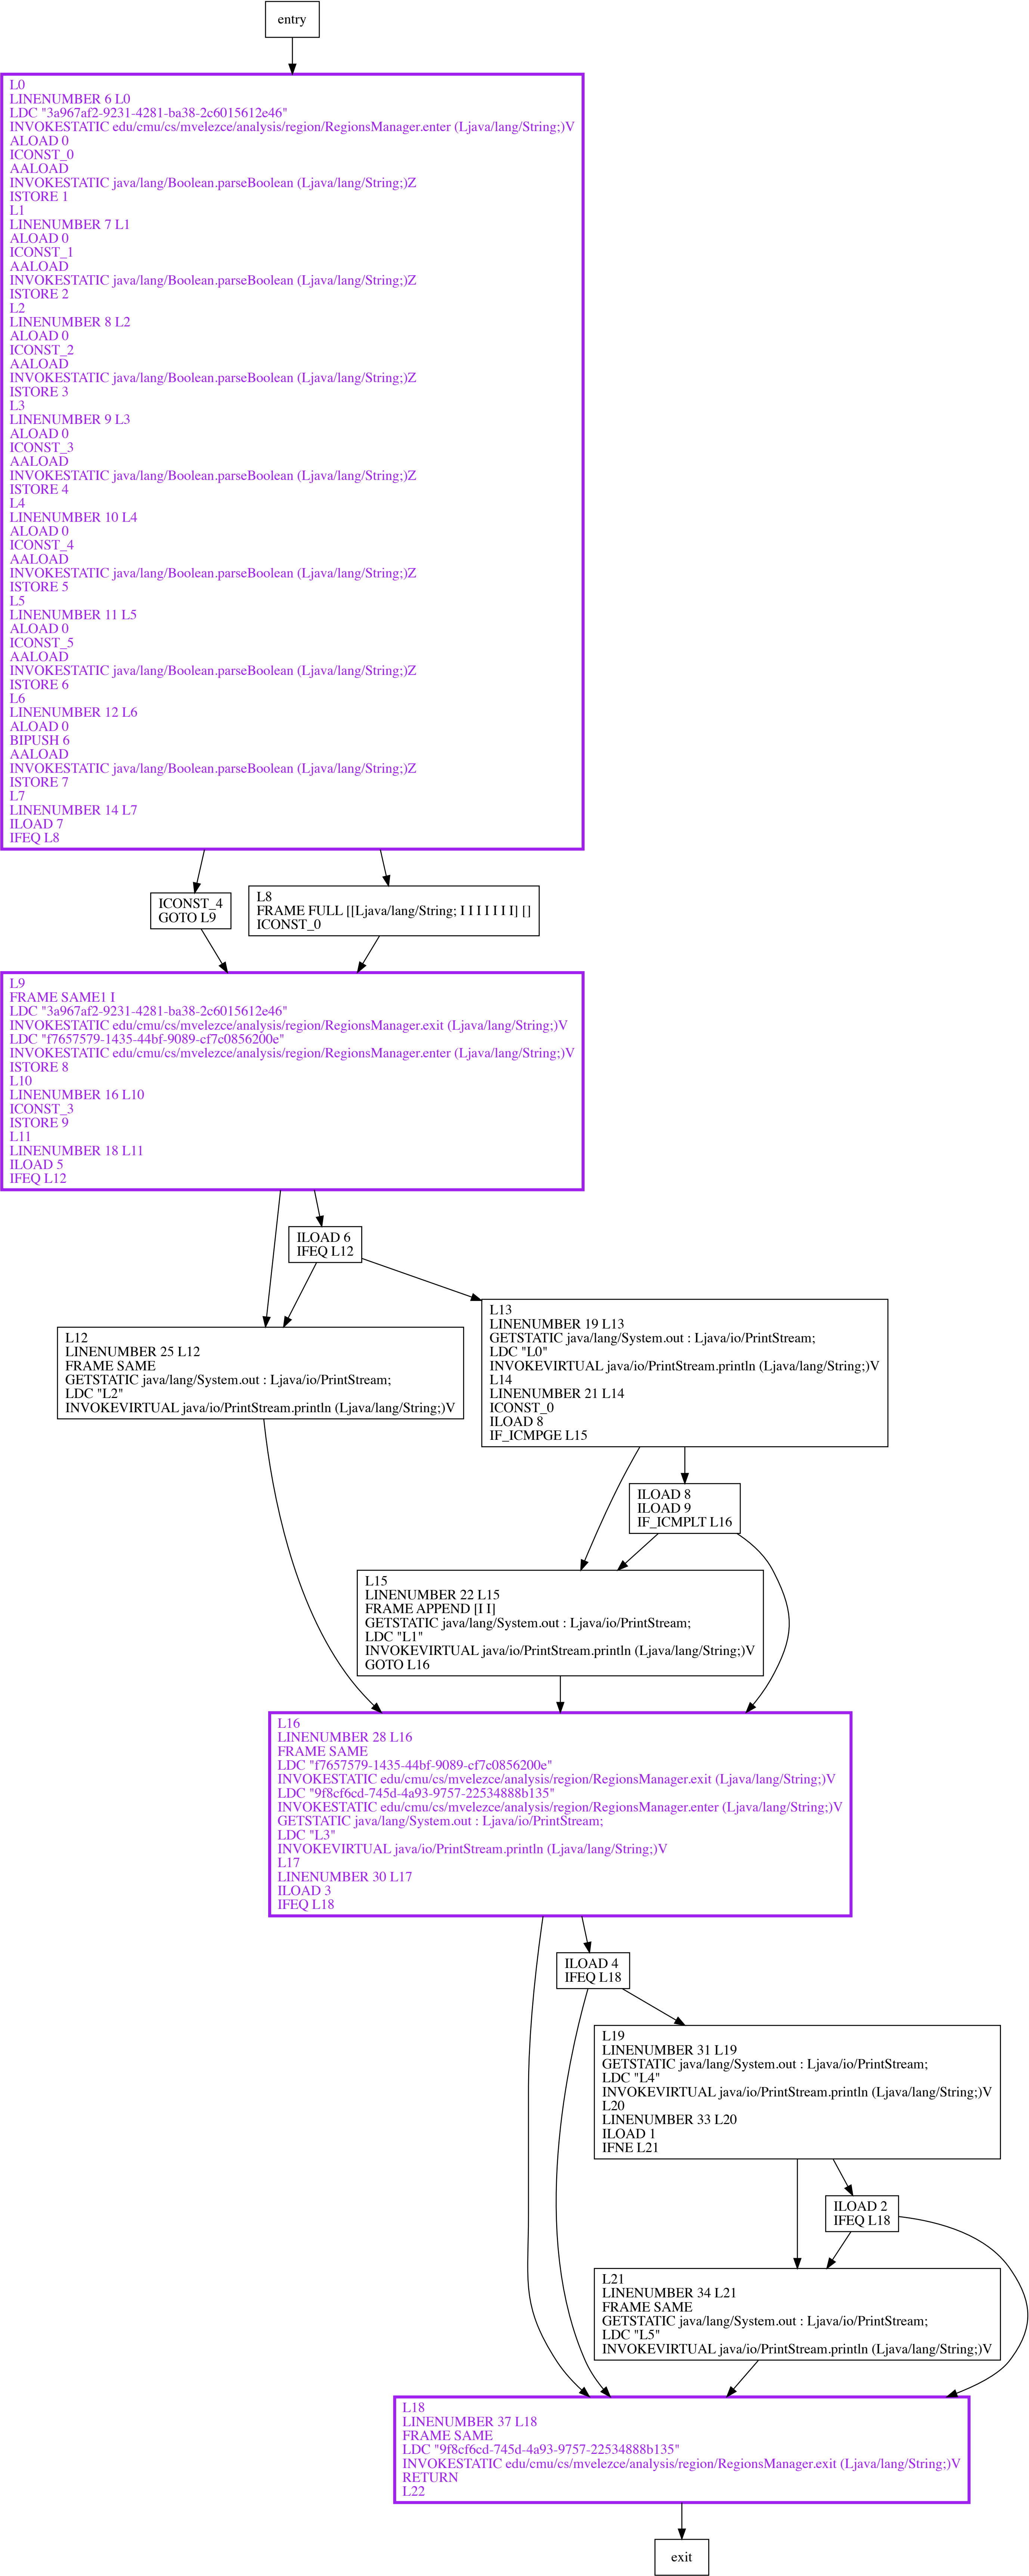 entry
L0
LINENUMBER 6 L0
LDC "3a967af2-9231-4281-ba38-2c6015612e46"
INVOKESTATIC edu/cmu/cs/mvelezce/analysis/region/RegionsManager.enter (Ljava/lang/String;)V
ALOAD 0
ICONST_0
AALOAD
INVOKESTATIC java/lang/Boolean.parseBoolean (Ljava/lang/String;)Z
ISTORE 1
L1
LINENUMBER 7 L1
ALOAD 0
ICONST_1
AALOAD
INVOKESTATIC java/lang/Boolean.parseBoolean (Ljava/lang/String;)Z
ISTORE 2
L2
LINENUMBER 8 L2
ALOAD 0
ICONST_2
AALOAD
INVOKESTATIC java/lang/Boolean.parseBoolean (Ljava/lang/String;)Z
ISTORE 3
L3
LINENUMBER 9 L3
ALOAD 0
ICONST_3
AALOAD
INVOKESTATIC java/lang/Boolean.parseBoolean (Ljava/lang/String;)Z
ISTORE 4
L4
LINENUMBER 10 L4
ALOAD 0
ICONST_4
AALOAD
INVOKESTATIC java/lang/Boolean.parseBoolean (Ljava/lang/String;)Z
ISTORE 5
L5
LINENUMBER 11 L5
ALOAD 0
ICONST_5
AALOAD
INVOKESTATIC java/lang/Boolean.parseBoolean (Ljava/lang/String;)Z
ISTORE 6
L6
LINENUMBER 12 L6
ALOAD 0
BIPUSH 6
AALOAD
INVOKESTATIC java/lang/Boolean.parseBoolean (Ljava/lang/String;)Z
ISTORE 7
L7
LINENUMBER 14 L7
ILOAD 7
IFEQ L8
ICONST_4
GOTO L9
L8
FRAME FULL [[Ljava/lang/String; I I I I I I I] []
ICONST_0
L9
FRAME SAME1 I
LDC "3a967af2-9231-4281-ba38-2c6015612e46"
INVOKESTATIC edu/cmu/cs/mvelezce/analysis/region/RegionsManager.exit (Ljava/lang/String;)V
LDC "f7657579-1435-44bf-9089-cf7c0856200e"
INVOKESTATIC edu/cmu/cs/mvelezce/analysis/region/RegionsManager.enter (Ljava/lang/String;)V
ISTORE 8
L10
LINENUMBER 16 L10
ICONST_3
ISTORE 9
L11
LINENUMBER 18 L11
ILOAD 5
IFEQ L12
ILOAD 6
IFEQ L12
L13
LINENUMBER 19 L13
GETSTATIC java/lang/System.out : Ljava/io/PrintStream;
LDC "L0"
INVOKEVIRTUAL java/io/PrintStream.println (Ljava/lang/String;)V
L14
LINENUMBER 21 L14
ICONST_0
ILOAD 8
IF_ICMPGE L15
L12
LINENUMBER 25 L12
FRAME SAME
GETSTATIC java/lang/System.out : Ljava/io/PrintStream;
LDC "L2"
INVOKEVIRTUAL java/io/PrintStream.println (Ljava/lang/String;)V
ILOAD 8
ILOAD 9
IF_ICMPLT L16
L15
LINENUMBER 22 L15
FRAME APPEND [I I]
GETSTATIC java/lang/System.out : Ljava/io/PrintStream;
LDC "L1"
INVOKEVIRTUAL java/io/PrintStream.println (Ljava/lang/String;)V
GOTO L16
L16
LINENUMBER 28 L16
FRAME SAME
LDC "f7657579-1435-44bf-9089-cf7c0856200e"
INVOKESTATIC edu/cmu/cs/mvelezce/analysis/region/RegionsManager.exit (Ljava/lang/String;)V
LDC "9f8cf6cd-745d-4a93-9757-22534888b135"
INVOKESTATIC edu/cmu/cs/mvelezce/analysis/region/RegionsManager.enter (Ljava/lang/String;)V
GETSTATIC java/lang/System.out : Ljava/io/PrintStream;
LDC "L3"
INVOKEVIRTUAL java/io/PrintStream.println (Ljava/lang/String;)V
L17
LINENUMBER 30 L17
ILOAD 3
IFEQ L18
ILOAD 4
IFEQ L18
L19
LINENUMBER 31 L19
GETSTATIC java/lang/System.out : Ljava/io/PrintStream;
LDC "L4"
INVOKEVIRTUAL java/io/PrintStream.println (Ljava/lang/String;)V
L20
LINENUMBER 33 L20
ILOAD 1
IFNE L21
ILOAD 2
IFEQ L18
L21
LINENUMBER 34 L21
FRAME SAME
GETSTATIC java/lang/System.out : Ljava/io/PrintStream;
LDC "L5"
INVOKEVIRTUAL java/io/PrintStream.println (Ljava/lang/String;)V
L18
LINENUMBER 37 L18
FRAME SAME
LDC "9f8cf6cd-745d-4a93-9757-22534888b135"
INVOKESTATIC edu/cmu/cs/mvelezce/analysis/region/RegionsManager.exit (Ljava/lang/String;)V
RETURN
L22
exit